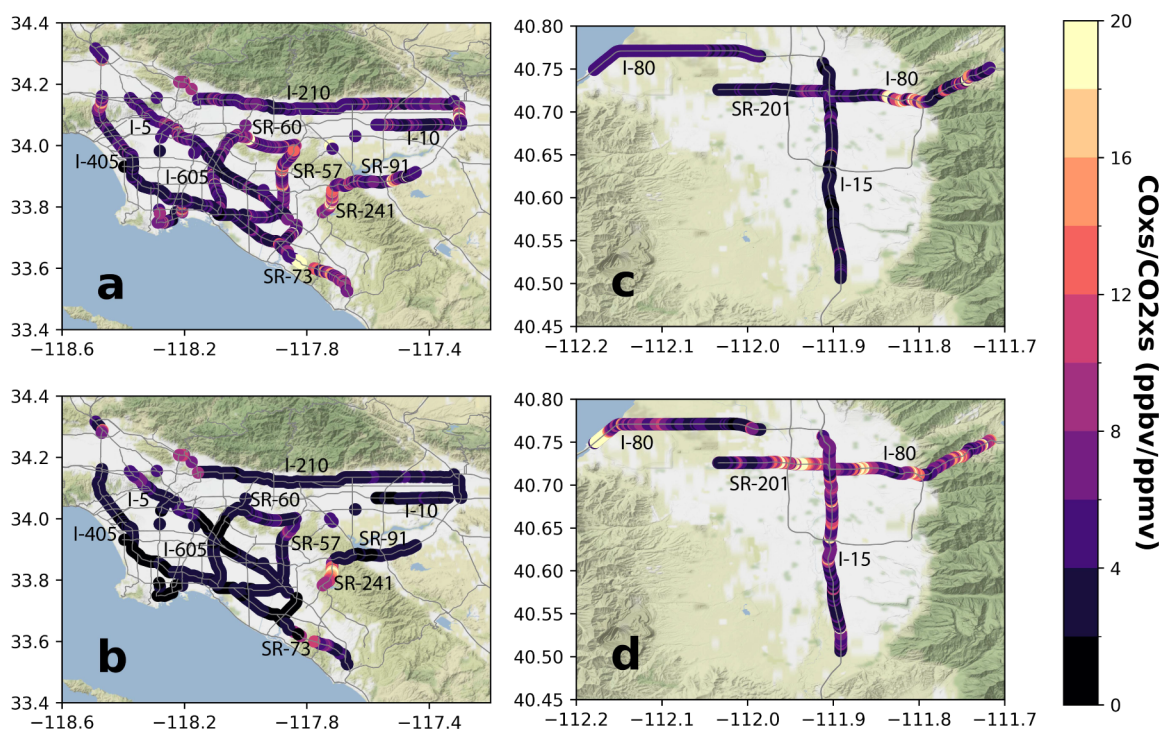 34.4
34.2
34.0
33.8
33.6
33.4
−118.6
−118.2
−117.8
−117.4
I-210
I-5
SR-60
I-10
I-405
I-605
SR-57
SR-91
SR-241
SR-73
a
40.80
40.75
40.70
40.65
40.60
40.55
40.50
40.45
−112.2
−112.1
−112.0
−111.9
−111.8
−111.7
I-80
I-80
SR-201
I-15
c
34.4
34.2
34.0
33.8
33.6
33.4
−118.6
−118.2
−117.8
−117.4
I-210
I-5
SR-60
I-10
I-405
I-605
SR-57
SR-91
SR-241
SR-73
b
40.80
40.75
40.70
40.65
40.60
40.55
40.50
40.45
−112.2
−112.1
−112.0
−111.9
−111.8
−111.7
I-80
I-80
SR-201
I-15
d
20
16
12
8
4
0
COxs/CO2xs (ppbv/ppmv)